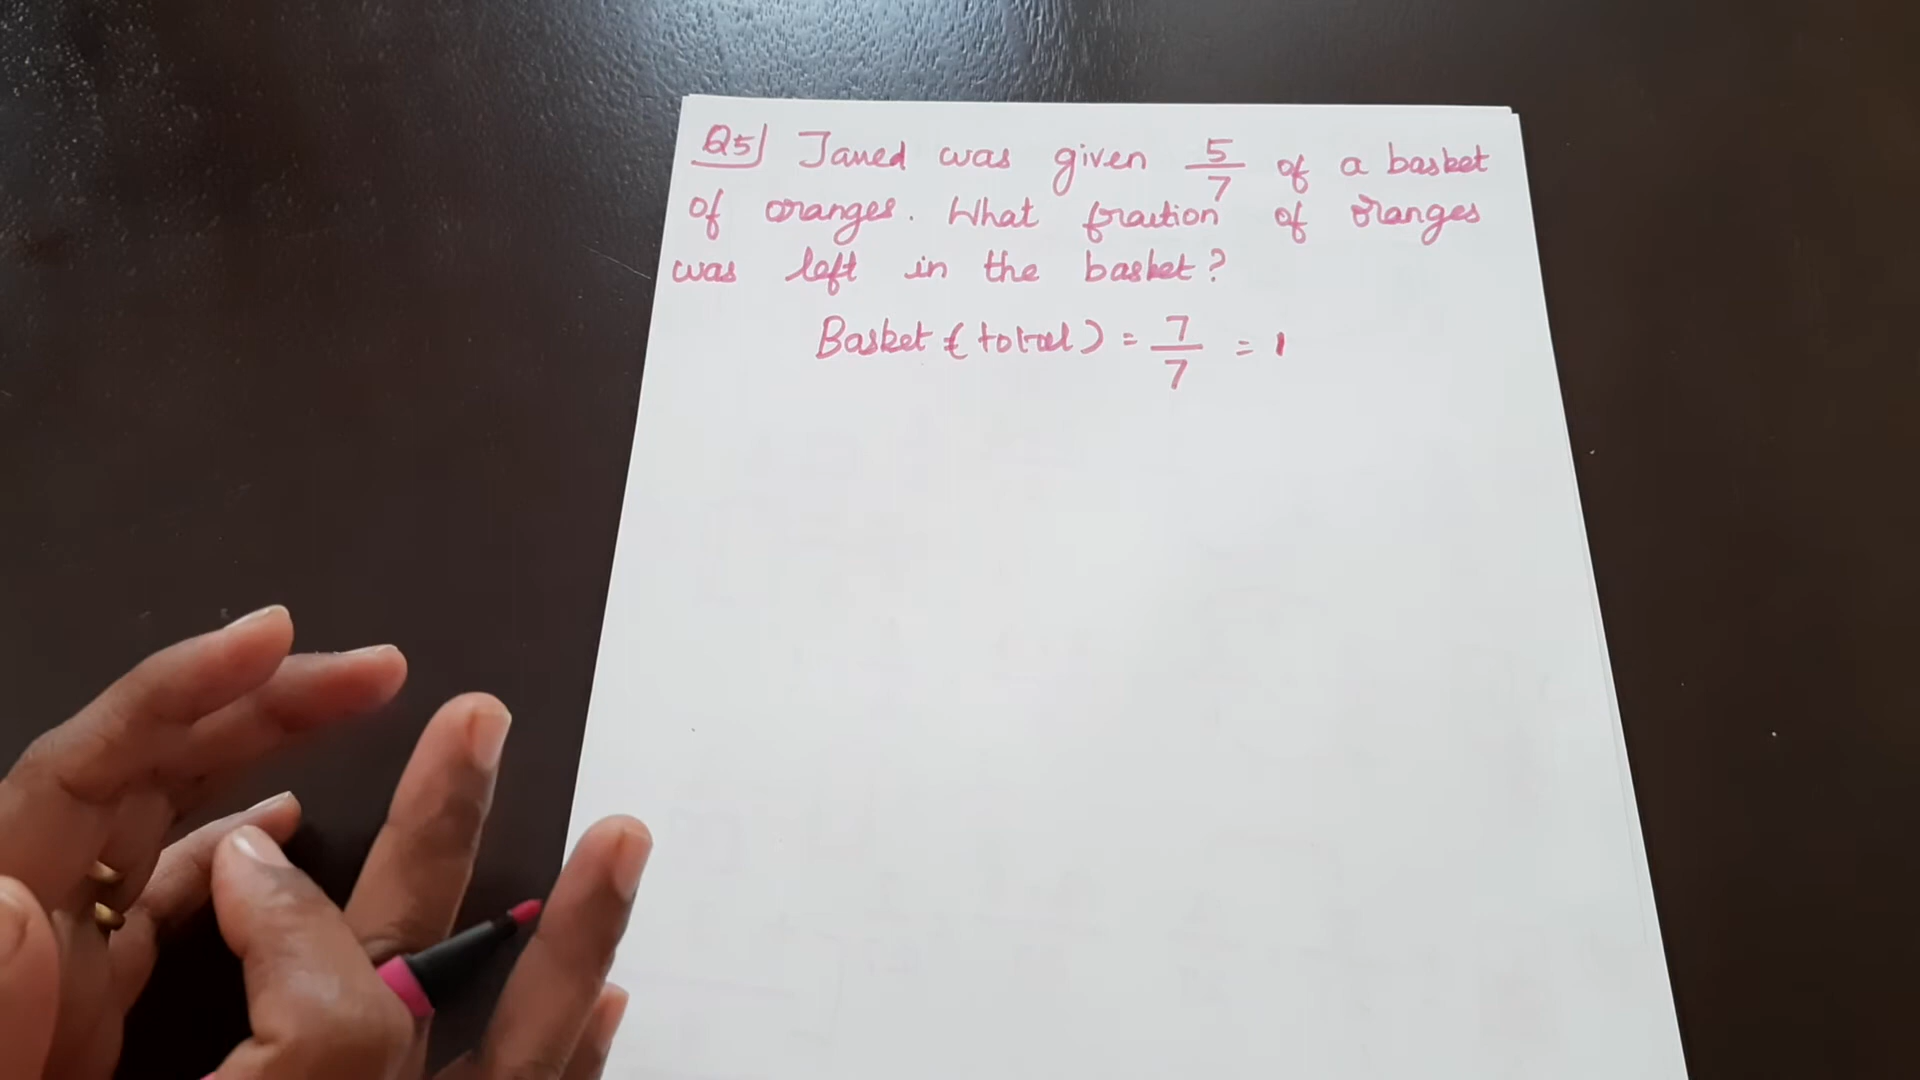 Q5 Javed was given 5/7 of a basket
of oranges. What fraction of oranges
was left in the basket?
Basket (total) = 7/7 = 1